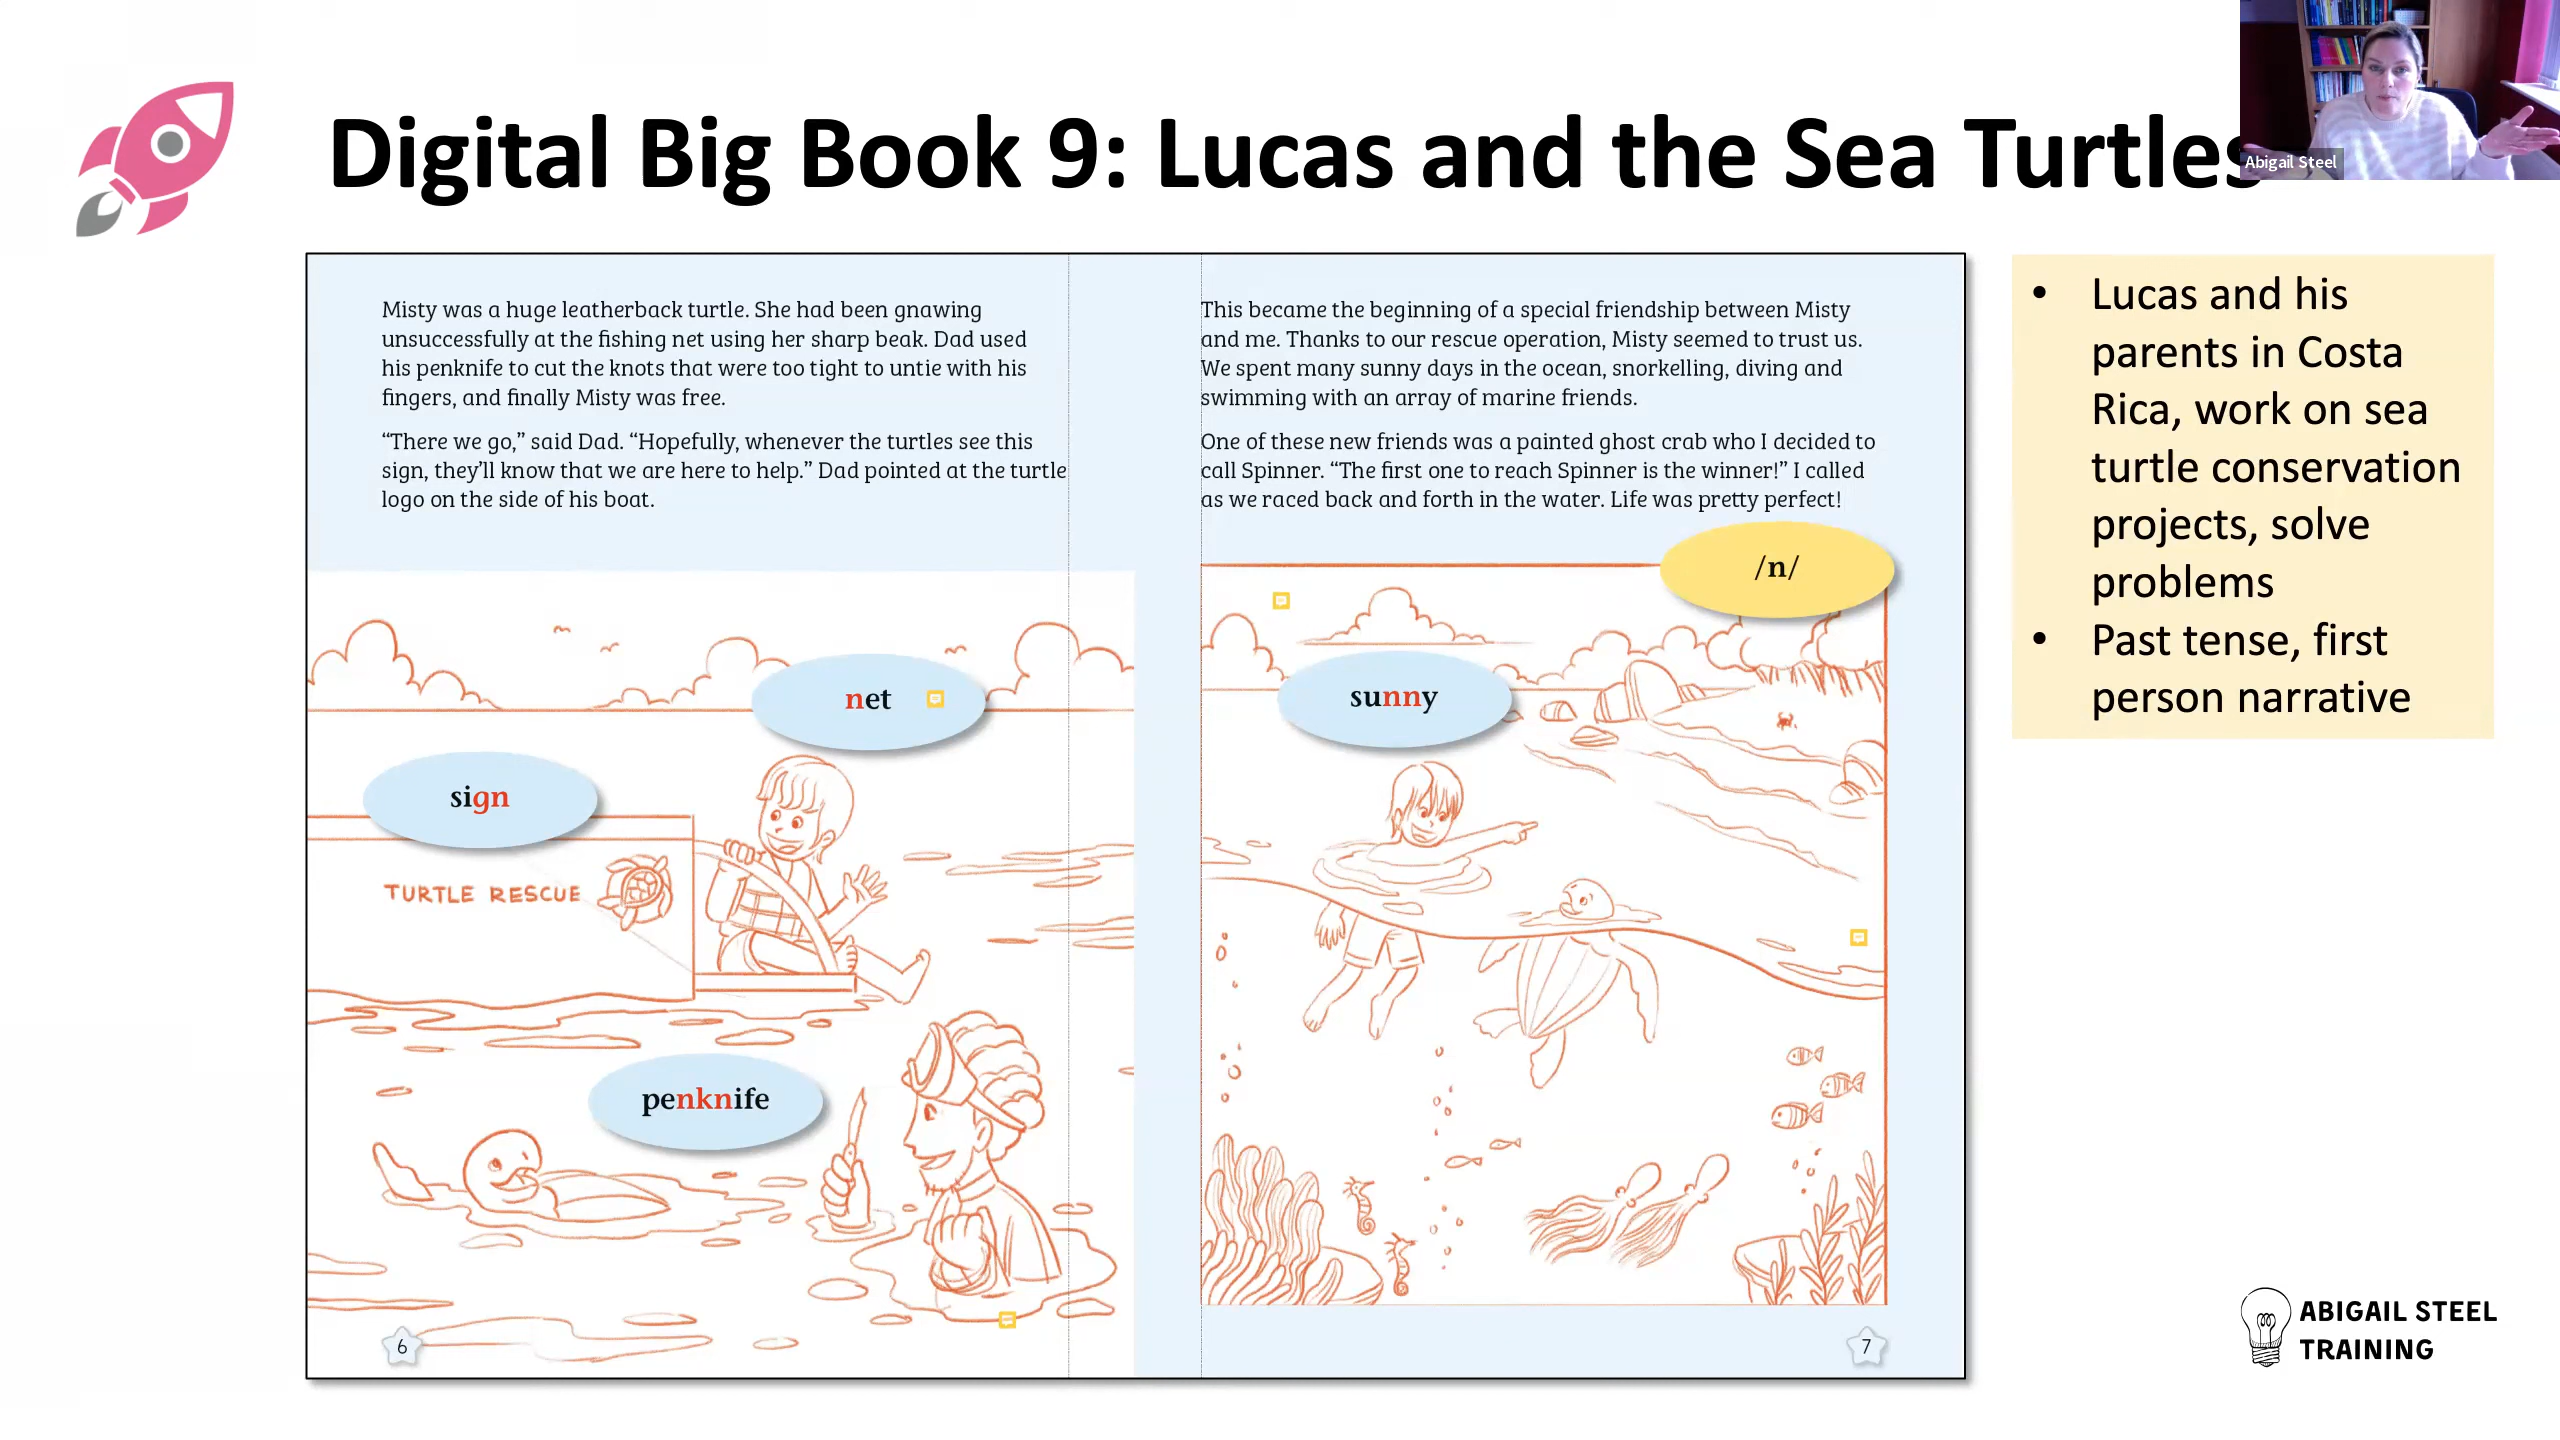 Digital Big Book 9: Lucas and the Sea Turtles
Abigail Steel
Misty was a huge leatherback turtle. She had been gnawing
unsuccessfully at the fishing net using her sharp beak. Dad used
his penknife to cut the knots that were too tight to untie with his
fingers, and finally Misty was free.
“There we go,” said Dad. “Hopefully, whenever the turtles see this
sign, they’ll know that we are here to help.” Dad pointed at the turtle
logo on the side of his boat.
net
sign
TURTLE RESCUE
penknife
6
This became the beginning of a special friendship between Misty
and me. Thanks to our rescue operation, Misty seemed to trust us.
We spent many sunny days in the ocean, snorkelling, diving and
swimming with an array of marine friends.
One of these new friends was a painted ghost crab who I decided to
call Spinner. “The first one to reach Spinner is the winner!” I called
as we raced back and forth in the water. Life was pretty perfect!
/n/
sunny
7
• Lucas and his
parents in Costa
Rica, work on sea
turtle conservation
projects, solve
problems
• Past tense, first
person narrative
ABIGAIL STEEL
TRAINING